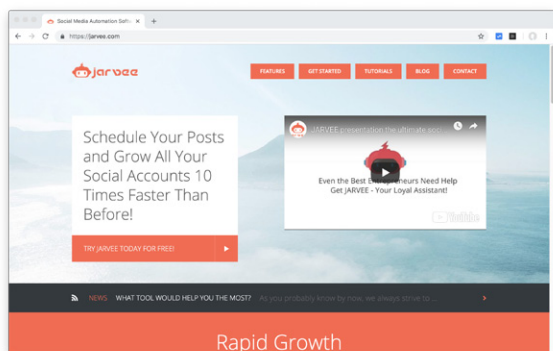 Social Media Automation Softw
https://jarvee.com
jarvee
FEATURES
GET STARTED
TUTORIALS
BLOG
CONTACT
Schedule Your Posts
and Grow All Your
Social Accounts 10
Times Faster Than
Before!
TRY JARVEE TODAY FOR FREE!
JARVEE presentation the ultimate soci...
Even the Best Entrepreneurs Need Help
Get JARVEE - Your Loyal Assistant!
YouTube
NEWS WHAT TOOL WOULD HELP YOU THE MOST? As you probably know by now, we always strive to ...
Rapid Growth